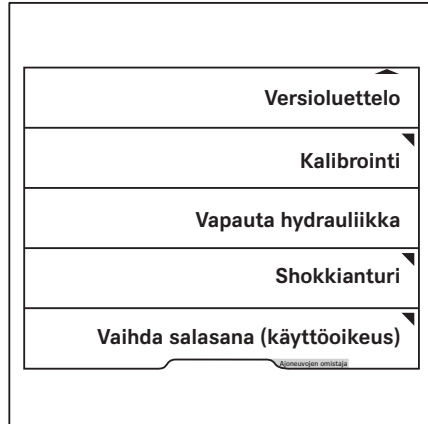 Versioluettelo
Kalibrointi
Vapauta hydrauliikka
Shokkianturi
Vaihda salasana (käyttöoikeus)
Ajoneuvojen omistaja